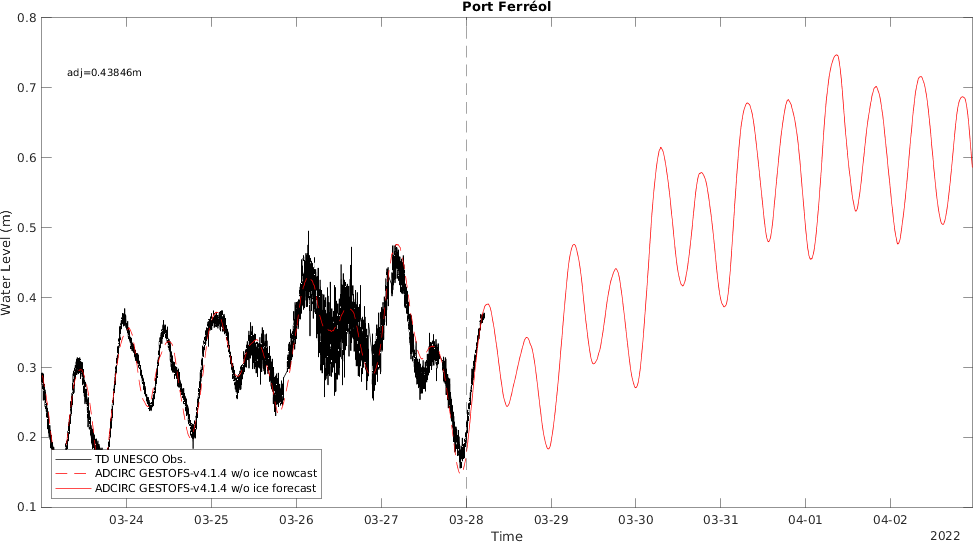 Port Ferréol
adj=0.43846m
Water Level (m)
0.8
0.7
0.6
0.5
0.4
0.3
0.2
0.1
TD UNESCO Obs.
ADCIRC GESTOFS-v4.1.4 w/o ice nowcast
ADCIRC GESTOFS-v4.1.4 w/o ice forecast
03-24 03-25 03-26 03-27 03-28 03-29 03-30 03-31 04-01 04-02
Time
2022